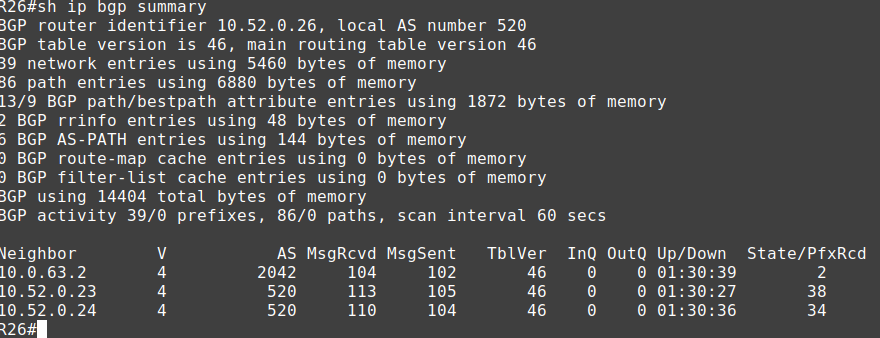 R26#sh ip bgp summary
BGP router identifier 10.52.0.26, local AS number 520
BGP table version is 46, main routing table version 46
39 network entries using 5460 bytes of memory
86 path entries using 6880 bytes of memory
13/9 BGP path/bestpath attribute entries using 1872 bytes of memory
2 BGP rrinfo entries using 48 bytes of memory
6 BGP AS-PATH entries using 144 bytes of memory
0 BGP route-map cache entries using 0 bytes of memory
0 BGP filter-list cache entries using 0 bytes of memory
BGP using 14404 total bytes of memory
BGP activity 39/0 prefixes, 86/0 paths, scan interval 60 secs
Neighbor        V           AS MsgRcvd MsgSent   TblVer  InQ OutQ Up/Down  State/PfxRcd
10.0.63.2       4         2042     104     102       46    0    0 01:30:39        2
10.52.0.23      4          520     113     105       46    0    0 01:30:27       38
10.52.0.24      4          520     110     104       46    0    0 01:30:36       34
R26#